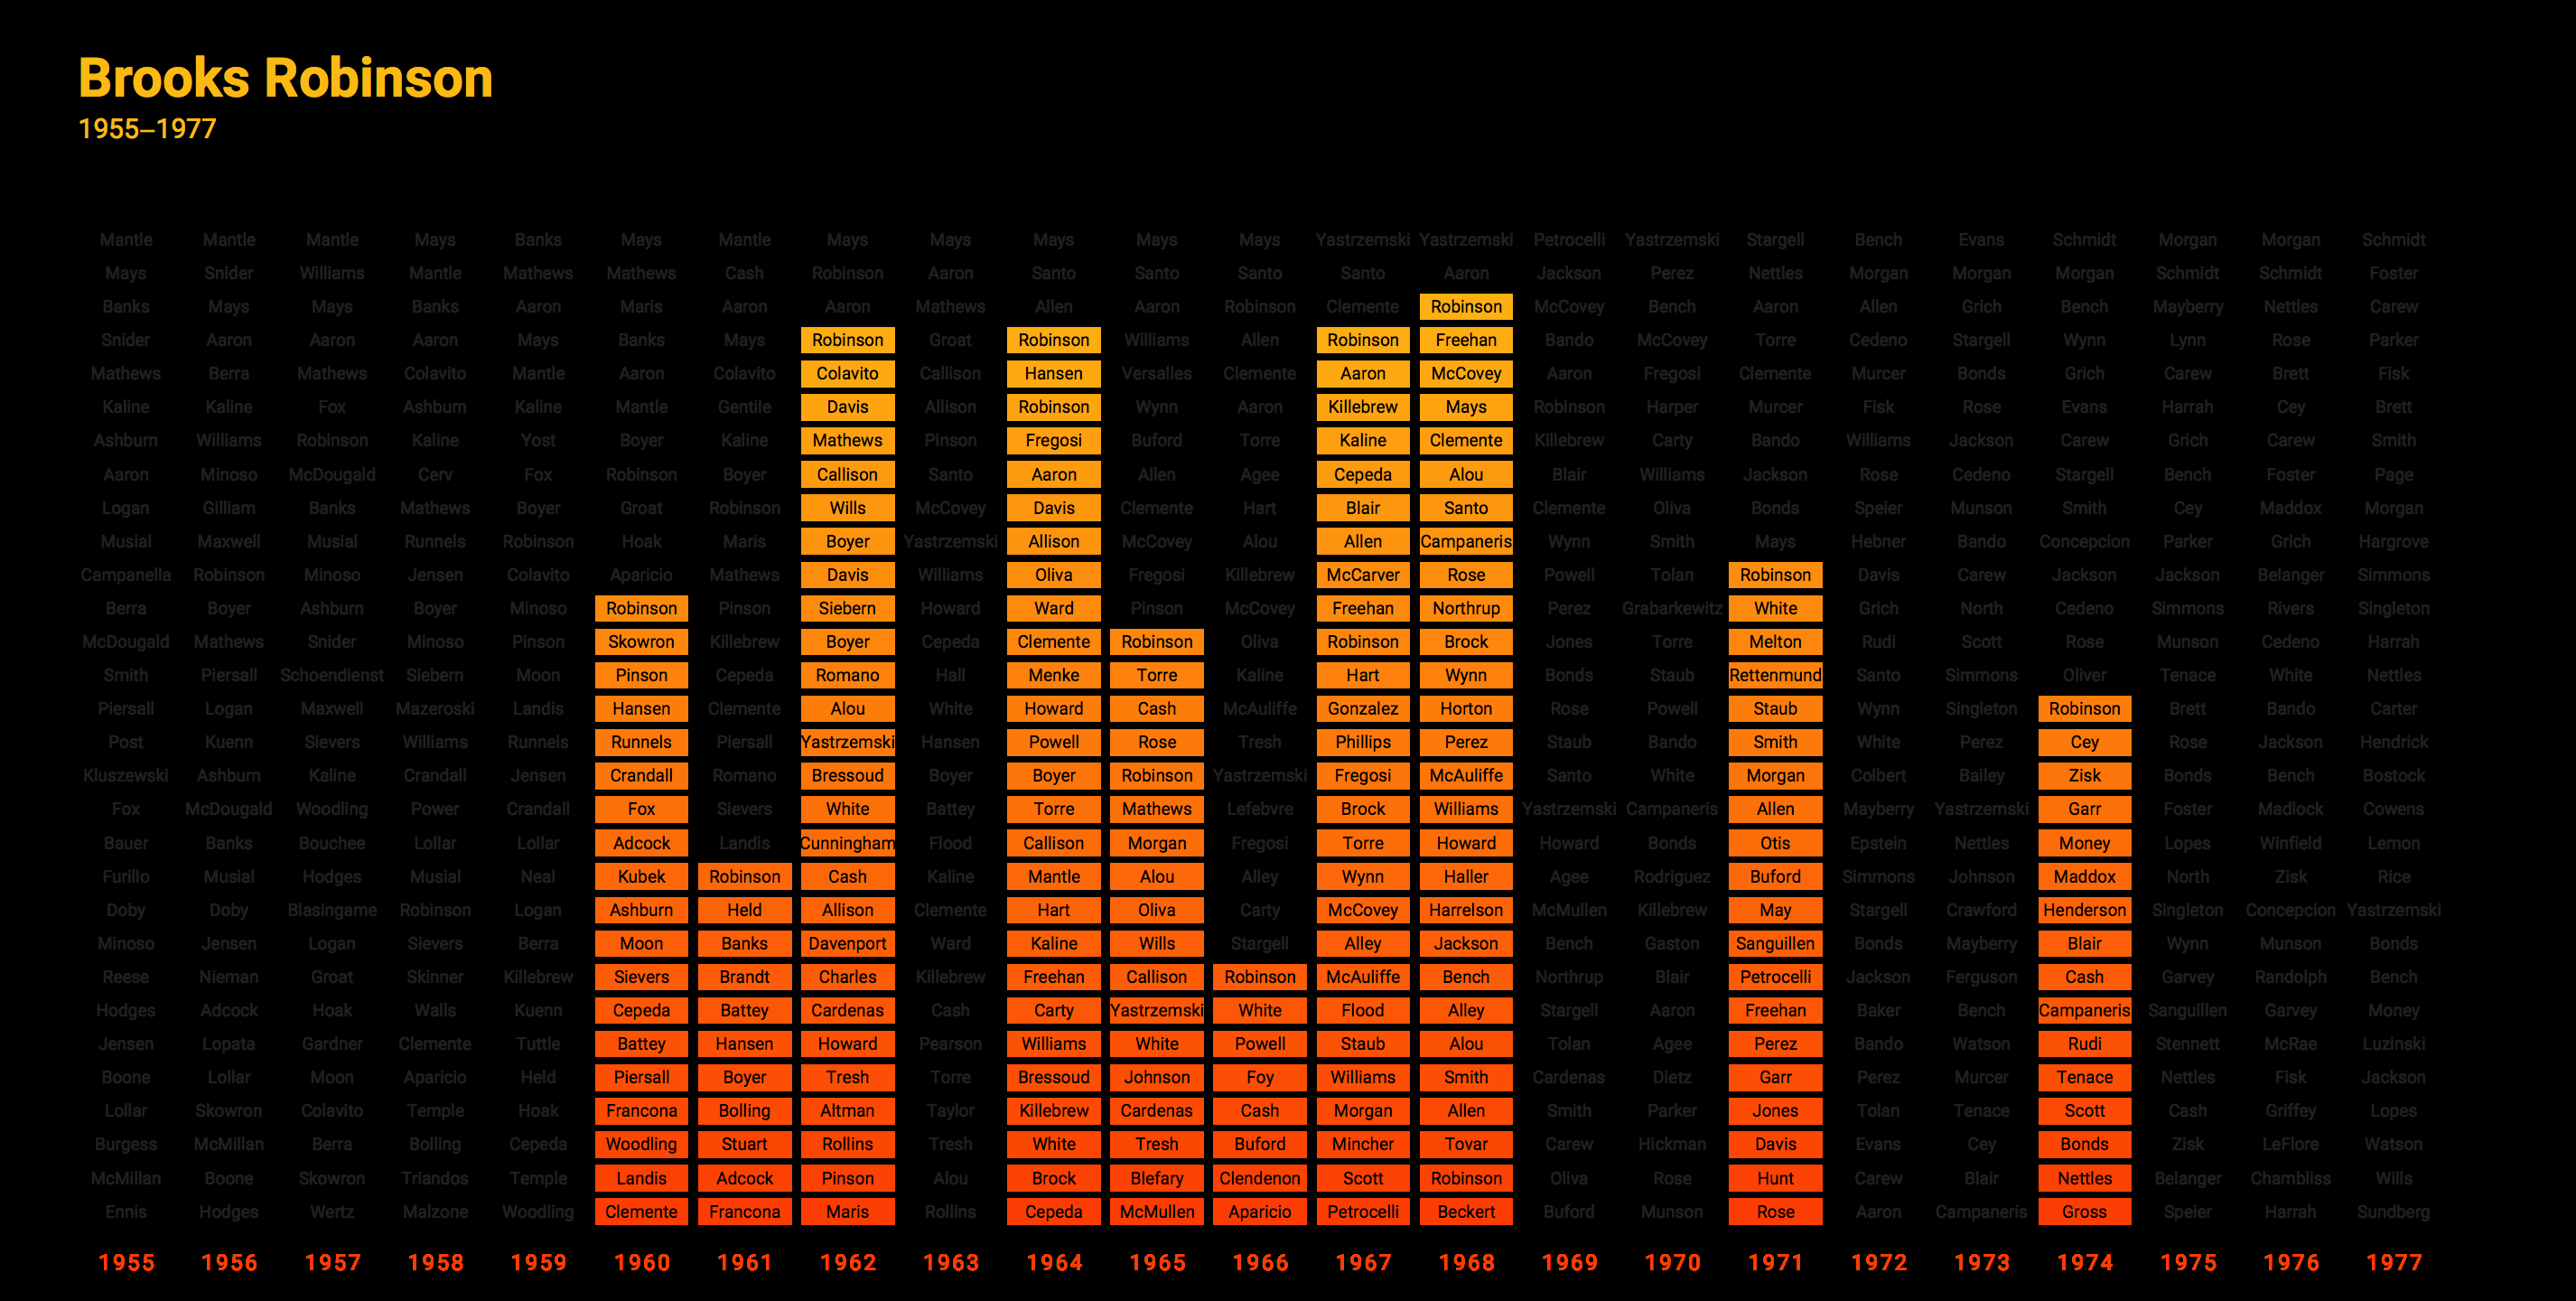 Brooks Robinson
1955–1977
Mantle Mantle Mantle Mays Banks Mays Mantle Mays Mays Mays Mays Mays Yastrzemski Yastrzemski Petrocelli Yastrzemski Stargell Bench Evans Schmidt Morgan Morgan Schmidt
Mays Snider Williams Mantle Mathews Mathews Cash Robinson Aaron Santo Santo Santo Santo Aaron Jackson Perez Nettles Morgan Morgan Morgan Schmidt Schmidt Foster
Banks Mays Mays Banks Aaron Maris Aaron Aaron Mathews Allen Aaron Robinson Clemente Robinson McCovey Bench Aaron Allen Grich Bench Mayberry Nettles Carew
Snider Aaron Aaron Aaron Mays Banks Mays Robinson Groat Robinson Williams Allen Robinson Freehan Bando McCovey Torre Cedeno Stargell Wynn Lynn Rose Parker
Mathews Berra Mathews Colavito Mantle Aaron Colavito Colavito Callison Hansen Versalles Clemente Aaron McCovey Aaron Fregosi Clemente Murcer Bonds Grich Carew Brett Fisk
Kaline Kaline Fox Ashburn Kaline Mantle Gentile Davis Allison Robinson Wynn Aaron Killebrew Mays Robinson Harper Murcer Fisk Rose Evans Harrah Cey Brett
Ashburn Williams Robinson Kaline Yost Boyer Kaline Mathews Pinson Fregosi Buford Torre Kaline Clemente Killebrew Carty Bando Williams Jackson Carew Grich Carew Smith
Aaron Minoso McDougald Cerv Fox Robinson Boyer Callison Santo Aaron Allen Agee Cepeda Alou Blair Williams Jackson Rose Cedeno Stargell Bench Foster Page
Logan Gilliam Banks Mathews Boyer Groat Robinson Wills McCovey Davis Clemente Hart Blair Santo Clemente Oliva Bonds Speier Munson Smith Cey Maddox Morgan
Musial Maxwell Musial Runnels Robinson Hoak Maris Boyer Yastrzemski Allison McCovey Alou Allen Campaneris Wynn Smith Mays Hebner Bando Concepcion Parker Grich Hargrove
Campanella Robinson Minoso Jensen Colavito Aparicio Mathews Davis Williams Oliva Fregosi Killebrew McCarver Rose Powell Tolan Robinson Davis Carew Jackson Jackson Belanger Simmons
Berra Boyer Ashburn Boyer Minoso Robinson Pinson Siebern Howard Ward Pinson McCovey Freehan Northrup Perez Grabarkewitz White Grich North Cedeno Simmons Rivers Singleton
McDougald Mathews Snider Minoso Pinson Skowron Killebrew Boyer Cepeda Clemente Robinson Oliva Robinson Brock Jones Torre Melton Rudi Scott Rose Munson Cedeno Harrah
Smith Piersall Schoendienst Siebern Moon Pinson Cepeda Romano Hall Menke Torre Kaline Hart Wynn Bonds Staub Rettenmund Santo Simmons Oliver Tenace White Nettles
Piersall Logan Maxwell Mazeroski Landis Hansen Clemente Alou White Howard Cash McAuliffe Gonzalez Horton Rose Powell Staub Wynn Singleton Robinson Brett Bando Carter
Post Kuenn Sievers Williams Runnels Runnels Piersall Yastrzemski Hansen Powell Rose Tresh Phillips Perez Staub Bando Smith White Perez Cey Rose Jackson Hendrick
Kluszewski Ashburn Kaline Crandall Jensen Crandall Romano Bressoud Boyer Boyer Robinson Yastrzemski Fregosi McAuliffe Santo White Morgan Colbert Bailey Zisk Bonds Bench Bostock
Fox McDougald Woodling Power Crandall Fox Sievers White Battey Torre Mathews Lefebvre Brock Williams Yastrzemski Campaneris Allen Mayberry Yastrzemski Garr Foster Madlock Cowens
Bauer Banks Bouchee Lollar Lollar Adcock Landis Cunningham Flood Callison Morgan Fregosi Torre Howard Howard Bonds Otis Epstein Nettles Money Lopes Winfield Lemon
Furillo Musial Hodges Musial Neal Kubek Robinson Cash Kaline Mantle Alou Alley Wynn Haller Agee Rodriguez Buford Simmons Johnson Maddox North Zisk Rice
Doby Doby Blasingame Robinson Logan Ashburn Held Allison Clemente Hart Oliva Carty McCovey Harrelson McMullen Killebrew May Stargell Crawford Henderson Singleton Concepcion Yastrzemski
Minoso Jensen Logan Sievers Berra Moon Banks Davenport Ward Kaline Wills Stargell Alley Jackson Bench Gaston Sanguillen Bonds Mayberry Blair Wynn Munson Bonds
Reese Nieman Groat Skinner Killebrew Sievers Brandt Charles Killebrew Freehan Callison Robinson McAuliffe Bench Northrup Blair Petrocelli Jackson Ferguson Cash Garvey Randolph Bench
Hodges Adcock Hoak Walls Kuenn Cepeda Battey Cardenas Cash Carty Yastrzemski White Flood Alley Stargell Aaron Freehan Baker Bench Campaneris Sanguillen Garvey Money
Jensen Lopata Gardner Clemente Tuttle Battey Hansen Howard Pearson Williams White Powell Staub Alou Tolan Agee Perez Bando Watson Rudi Stennett McRae Luzinski
Boone Lollar Moon Aparicio Held Piersall Boyer Tresh Torre Bressoud Johnson Foy Williams Smith Cardenas Dietz Garr Perez Murcer Tenace Nettles Fisk Jackson
Lollar Skowron Colavito Temple Hoak Francona Bolling Altman Taylor Killebrew Cardenas Cash Morgan Allen Smith Parker Jones Tolan Tenace Scott Cash Griffey Lopes
Burgess McMillan Berra Bolling Cepeda Woodling Stuart Rollins Tresh White Tresh Buford Mincher Tovar Carew Hickman Davis Evans Cey Bonds Zisk LeFlore Watson
McMillan Boone Skowron Triandos Temple Landis Adcock Pinson Alou Brock Blefary Clendenon Scott Robinson Oliva Rose Hunt Carew Blair Nettles Belanger Chambliss Wills
Ennis Hodges Wertz Malzone Woodling Clemente Francona Maris Rollins Cepeda McMullen Aparicio Petrocelli Beckert Buford Munson Rose Aaron Campaneris Gross Speier Harrah Sundberg
1955 1956 1957 1958 1959 1960 1961 1962 1963 1964 1965 1966 1967 1968 1969 1970 1971 1972 1973 1974 1975 1976 1977